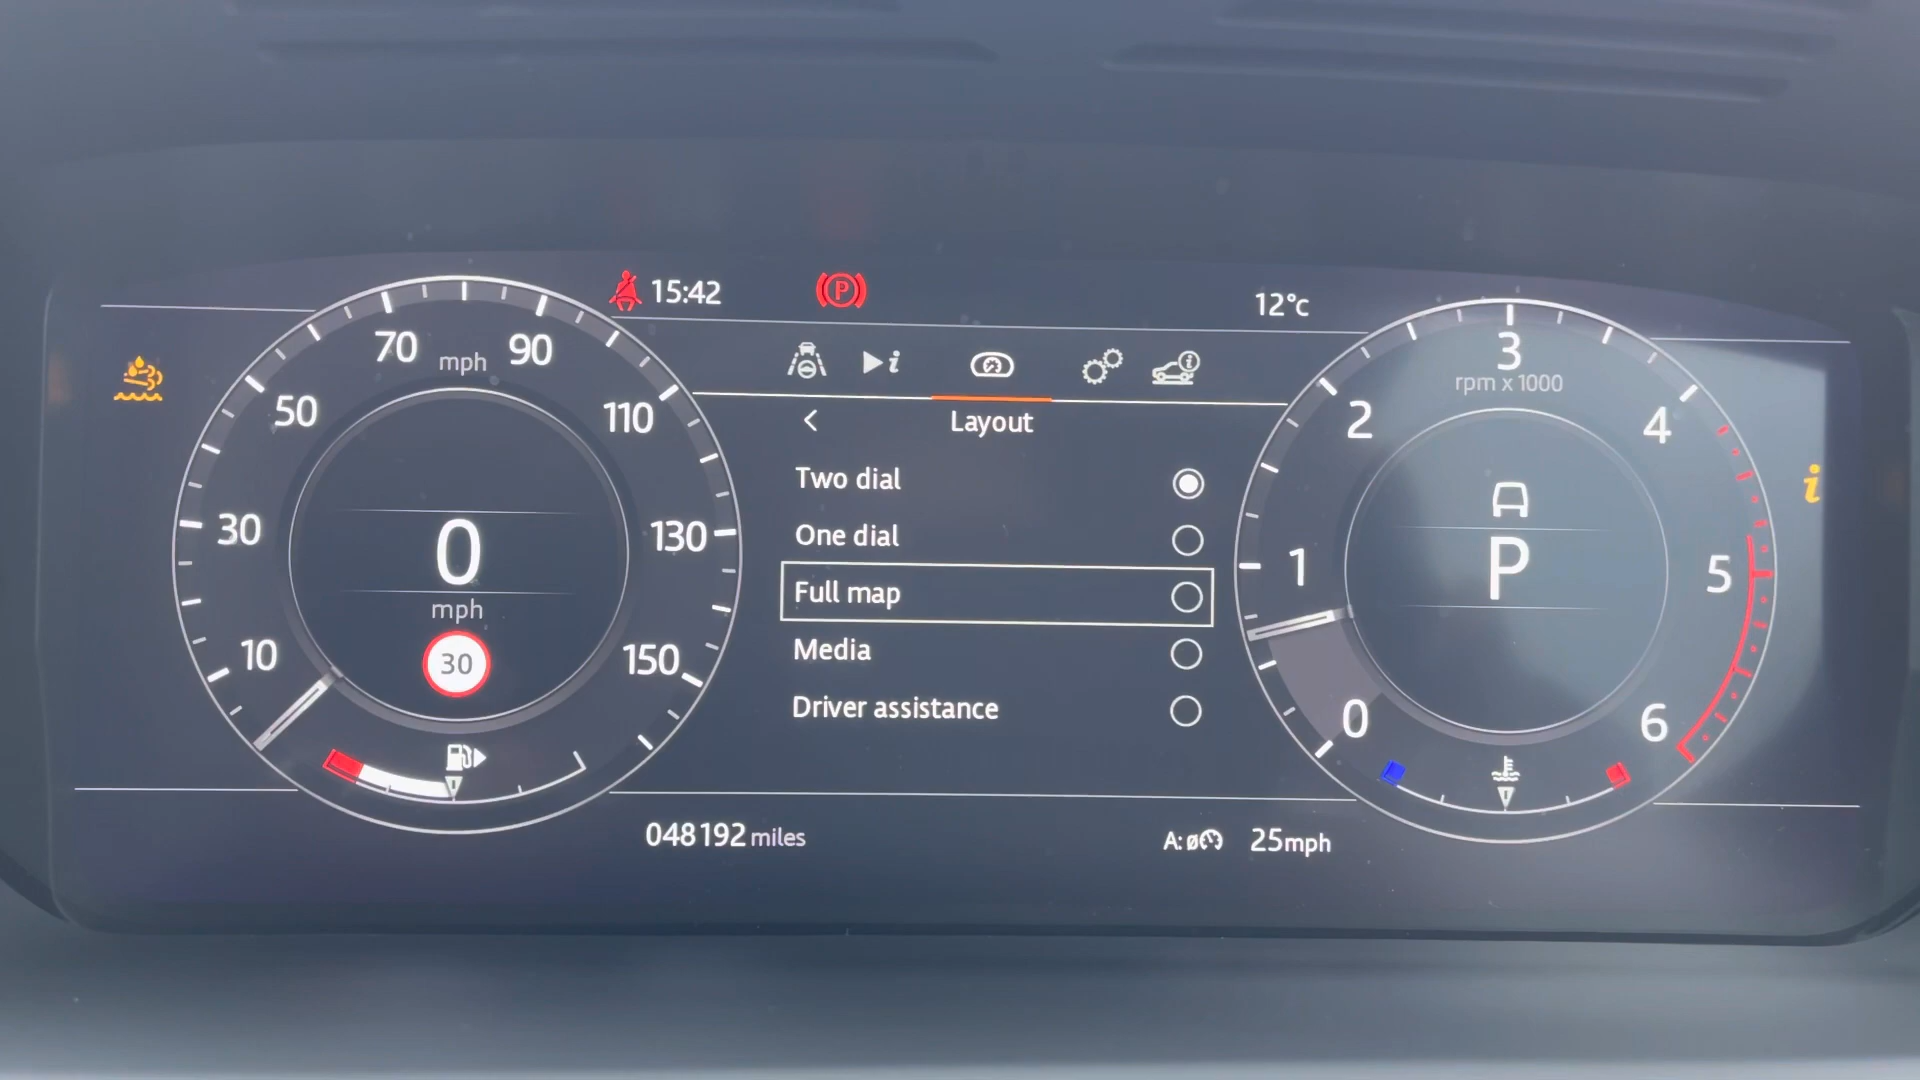 15:42
P
12°c
70
mph
90
50
110
30
130
10
150
0
mph
30
i
i
Layout
Two dial
One dial
Full map
Media
Driver assistance
3
rpm x 1000
2
4
1
5
0
6
P
i
048192 miles
A:ø
25mph